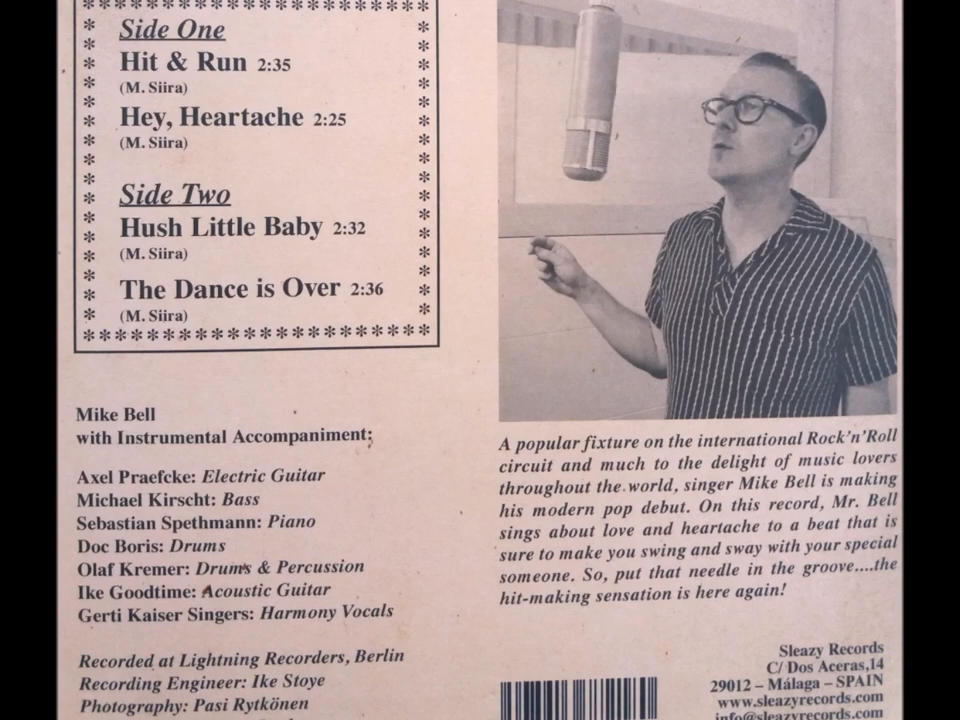 Side One
Hit & Run 2:35
(M. Siira)
Hey, Heartache 2:25
(M. Siira)
Side Two
Hush Little Baby 2:32
(M. Siira)
The Dance is Over 2:36
(M. Siira)
Mike Bell
with Instrumental Accompaniment:
Axel Praefcke: Electric Guitar
Michael Kirscht: Bass
Sebastian Spethmann: Piano
Doc Boris: Drums
Olaf Kremer: Drums & Percussion
Ike Goodtime: Acoustic Guitar
Gerti Kaiser Singers: Harmony Vocals
Recorded at Lightning Recorders, Berlin
Recording Engineer: Ike Stoye
Photography: Pasi Rytkönen
A popular fixture on the international Rock'n'Roll
circuit and much to the delight of music lovers
throughout the world, singer Mike Bell is making
his modern pop debut. On this record, Mr. Bell
sings about love and heartache to a beat that is
sure to make you swing and sway with your special
someone. So, put that needle in the groove....the
hit-making sensation is here again!
Sleazy Records
C/ Dos Aceras,14
29012 – Málaga – SPAIN
www.sleazyrecords.com
info@sleazyrecords.com